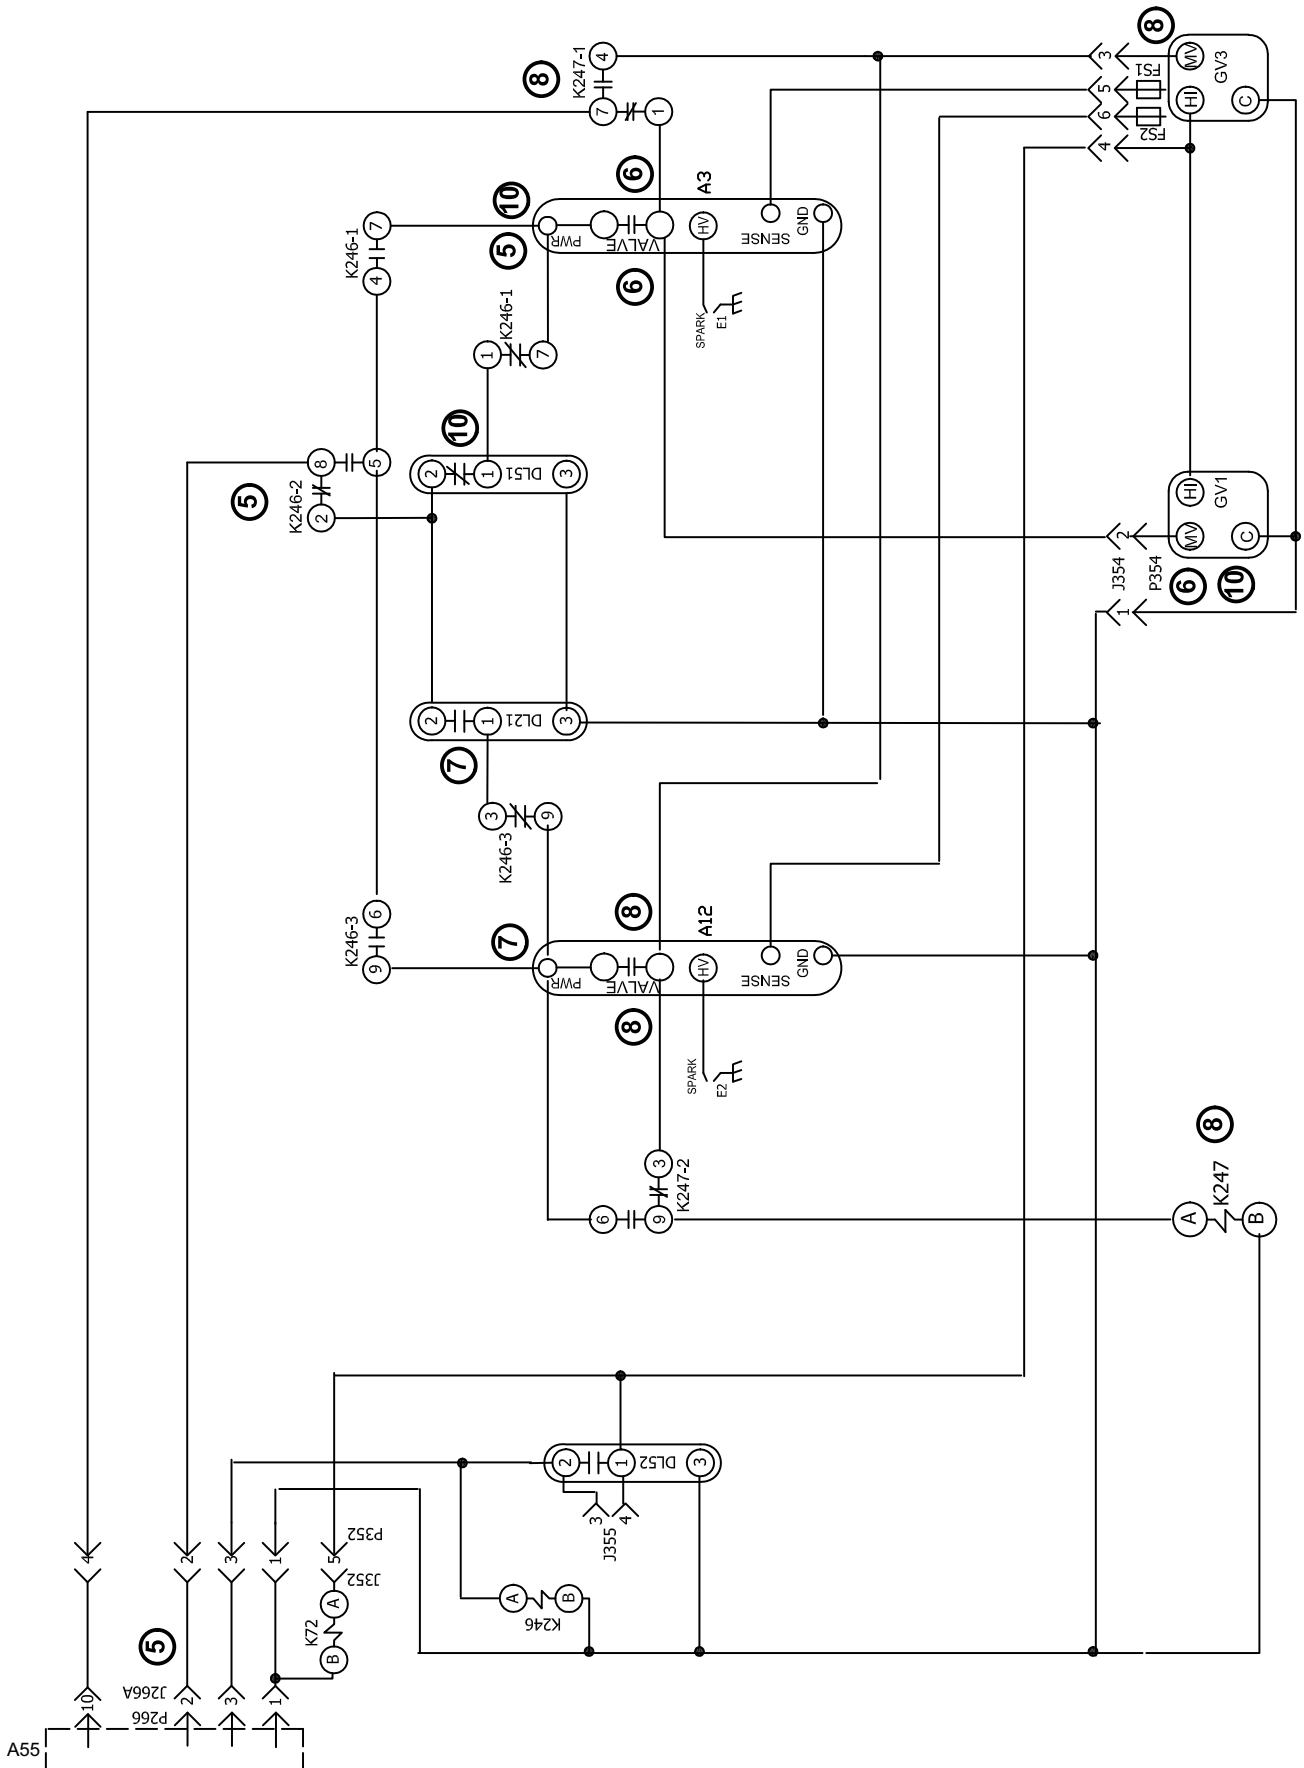 8
K247-1
4
7
1
3
5
6
4
FS1
FS2
8
MV
HI
GV3
C
10
5
6
A3
PWR
VALVE
HV
SENSE
GND
6
SPARK
E1
K246-1
7
4
K246-1
1
7
10
2
1
DL51
3
5
K246-2
8
5
2
HI
MV
GV1
C
6
10
2
J354
P354
1
2
1
DL21
3
7
3
9
K246-3
K246-3
6
9
7
8
A12
PWR
VALVE
HV
SENSE
GND
8
SPARK
E2
3
K247-2
6
9
8
A
K247
B
2
1
DL52
3
3
4
J355
A
B
K246
4
2
3
1
5
P352
J352
A
K72
B
5
J266A
P266
10
2
3
1
A55